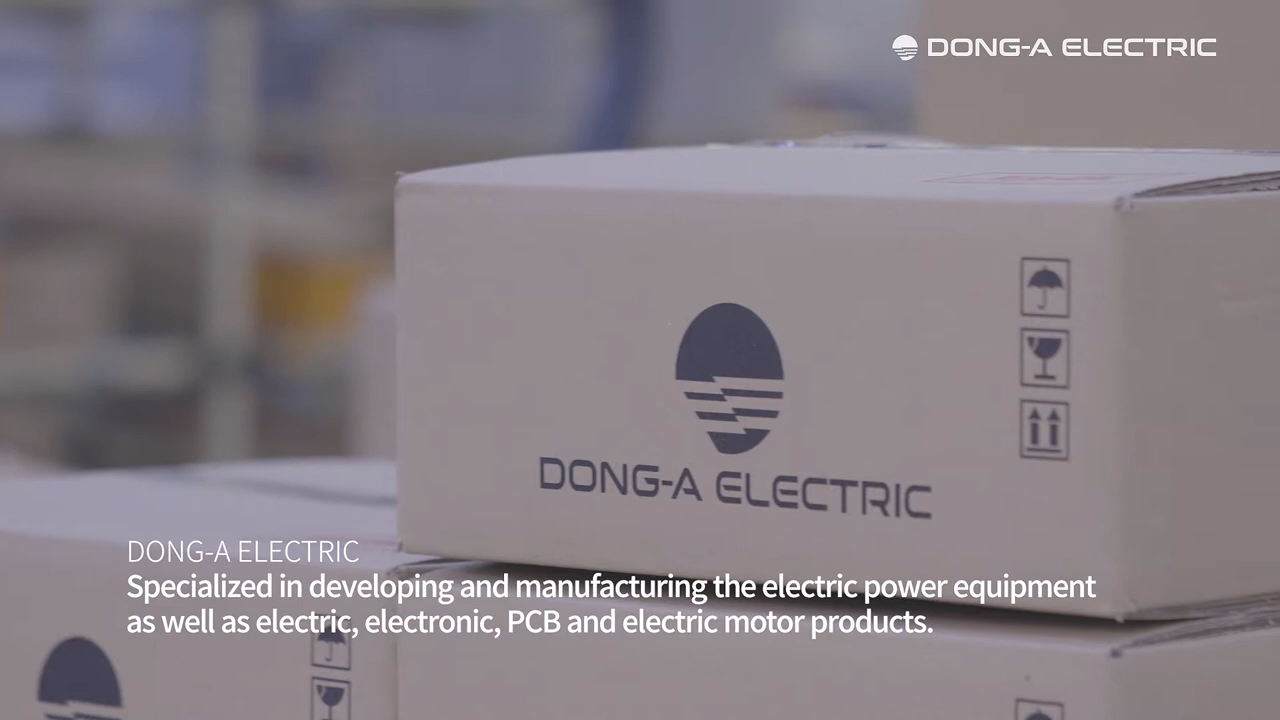 DONG-A ELECTRIC
DONG-A ELECTRIC
DONG-A ELECTRIC
Specialized in developing and manufacturing the electric power equipment
as well as electric, electronic, PCB and electric motor products.